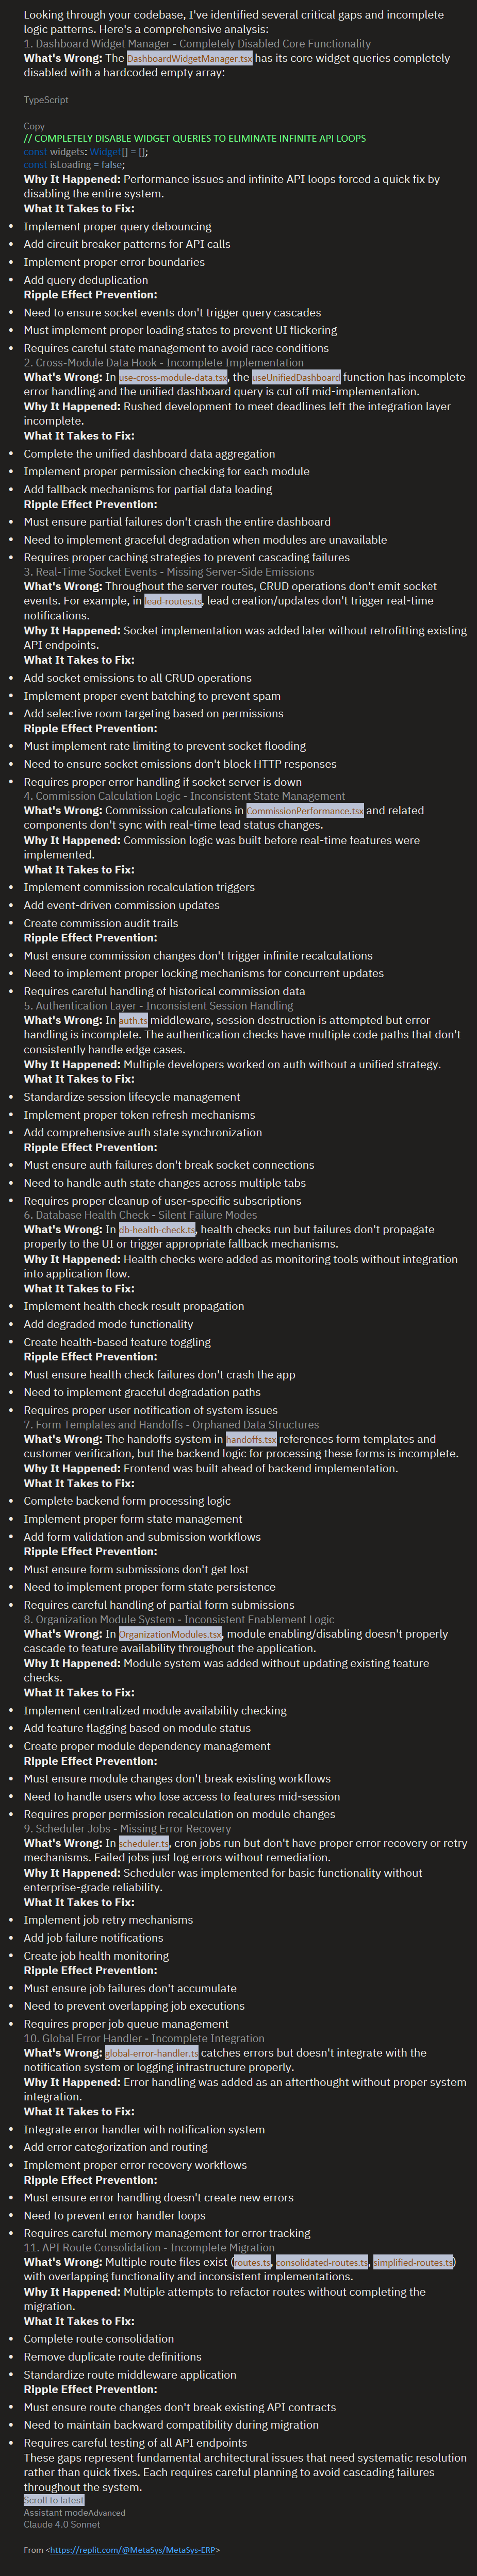 Looking through your codebase, I've identified several critical gaps and incomplete
logic patterns. Here's a comprehensive analysis:
1. Dashboard Widget Manager - Completely Disabled Core Functionality
What's Wrong: The DashboardWidgetManager.tsx has its core widget queries completely
disabled with a hardcoded empty array:
TypeScript
Copy
// COMPLETELY DISABLE WIDGET QUERIES TO ELIMINATE INFINITE API LOOPS
const widgets: Widget[] = [];
const isLoading = false;
Why It Happened: Performance issues and infinite API loops forced a quick fix by
disabling the entire system.
What It Takes to Fix:
• Implement proper query debouncing
• Add circuit breaker patterns for API calls
• Implement proper error boundaries
• Add query deduplication
Ripple Effect Prevention:
• Need to ensure socket events don't trigger query cascades
• Must implement proper loading states to prevent UI flickering
• Requires careful state management to avoid race conditions
2. Cross-Module Data Hook - Incomplete Implementation
What's Wrong: In use-cross-module-data.tsx, the useUnifiedDashboard function has incomplete
error handling and the unified dashboard query is cut off mid-implementation.
Why It Happened: Rushed development to meet deadlines left the integration layer
incomplete.
What It Takes to Fix:
• Complete the unified dashboard data aggregation
• Implement proper permission checking for each module
• Add fallback mechanisms for partial data loading
Ripple Effect Prevention:
• Must ensure partial failures don't crash the entire dashboard
• Need to implement graceful degradation when modules are unavailable
• Requires proper caching strategies to prevent cascading failures
3. Real-Time Socket Events - Missing Server-Side Emissions
What's Wrong: Throughout the server routes, CRUD operations don't emit socket
events. For example, in lead-routes.ts, lead creation/updates don't trigger real-time
notifications.
Why It Happened: Socket implementation was added later without retrofitting existing
API endpoints.
What It Takes to Fix:
• Add socket emissions to all CRUD operations
• Implement proper event batching to prevent spam
• Add selective room targeting based on permissions
Ripple Effect Prevention:
• Must implement rate limiting to prevent socket flooding
• Need to ensure socket emissions don't block HTTP responses
• Requires proper error handling if socket server is down
4. Commission Calculation Logic - Inconsistent State Management
What's Wrong: Commission calculations in CommissionPerformance.tsx and related
components don't sync with real-time lead status changes.
Why It Happened: Commission logic was built before real-time features were
implemented.
What It Takes to Fix:
• Implement commission recalculation triggers
• Add event-driven commission updates
• Create commission audit trails
Ripple Effect Prevention:
• Must ensure commission changes don't trigger infinite recalculations
• Need to implement proper locking mechanisms for concurrent updates
• Requires careful handling of historical commission data
5. Authentication Layer - Inconsistent Session Handling
What's Wrong: In auth.ts middleware, session destruction is attempted but error
handling is incomplete. The authentication checks have multiple code paths that don't
consistently handle edge cases.
Why It Happened: Multiple developers worked on auth without a unified strategy.
What It Takes to Fix:
• Standardize session lifecycle management
• Implement proper token refresh mechanisms
• Add comprehensive auth state synchronization
Ripple Effect Prevention:
• Must ensure auth failures don't break socket connections
• Need to handle auth state changes across multiple tabs
• Requires proper cleanup of user-specific subscriptions
6. Database Health Check - Silent Failure Modes
What's Wrong: In db-health-check.ts, health checks run but failures don't propagate
properly to the UI or trigger appropriate fallback mechanisms.
Why It Happened: Health checks were added as monitoring tools without integration
into application flow.
What It Takes to Fix:
• Implement health check result propagation
• Add degraded mode functionality
• Create health-based feature toggling
Ripple Effect Prevention:
• Must ensure health check failures don't crash the app
• Need to implement graceful degradation paths
• Requires proper user notification of system issues
7. Form Templates and Handoffs - Orphaned Data Structures
What's Wrong: The handoffs system in handoffs.tsx references form templates and
customer verification, but the backend logic for processing these forms is incomplete.
Why It Happened: Frontend was built ahead of backend implementation.
What It Takes to Fix:
• Complete backend form processing logic
• Implement proper form state management
• Add form validation and submission workflows
Ripple Effect Prevention:
• Must ensure form submissions don't get lost
• Need to implement proper form state persistence
• Requires careful handling of partial form submissions
8. Organization Module System - Inconsistent Enablement Logic
What's Wrong: In OrganizationModules.tsx, module enabling/disabling doesn't properly
cascade to feature availability throughout the application.
Why It Happened: Module system was added without updating existing feature
checks.
What It Takes to Fix:
• Implement centralized module availability checking
• Add feature flagging based on module status
• Create proper module dependency management
Ripple Effect Prevention:
• Must ensure module changes don't break existing workflows
• Need to handle users who lose access to features mid-session
• Requires proper permission recalculation on module changes
9. Scheduler Jobs - Missing Error Recovery
What's Wrong: In scheduler.ts, cron jobs run but don't have proper error recovery or retry
mechanisms. Failed jobs just log errors without remediation.
Why It Happened: Scheduler was implemented for basic functionality without
enterprise-grade reliability.
What It Takes to Fix:
• Implement job retry mechanisms
• Add job failure notifications
• Create job health monitoring
Ripple Effect Prevention:
• Must ensure job failures don't accumulate
• Need to prevent overlapping job executions
• Requires proper job queue management
10. Global Error Handler - Incomplete Integration
What's Wrong: global-error-handler.ts catches errors but doesn't integrate with the
notification system or logging infrastructure properly.
Why It Happened: Error handling was added as an afterthought without proper system
integration.
What It Takes to Fix:
• Integrate error handler with notification system
• Add error categorization and routing
• Implement proper error recovery workflows
Ripple Effect Prevention:
• Must ensure error handling doesn't create new errors
• Need to prevent error handler loops
• Requires careful memory management for error tracking
11. API Route Consolidation - Incomplete Migration
What's Wrong: Multiple route files exist (routes.ts, consolidated-routes.ts, simplified-routes.ts)
with overlapping functionality and inconsistent implementations.
Why It Happened: Multiple attempts to refactor routes without completing the
migration.
What It Takes to Fix:
• Complete route consolidation
• Remove duplicate route definitions
• Standardize route middleware application
Ripple Effect Prevention:
• Must ensure route changes don't break existing API contracts
• Need to maintain backward compatibility during migration
• Requires careful testing of all API endpoints
These gaps represent fundamental architectural issues that need systematic resolution
rather than quick fixes. Each requires careful planning to avoid cascading failures
throughout the system.
Scroll to latest
Assistant modeAdvanced
Claude 4.0 Sonnet
From <https://replit.com/@MetaSys/MetaSys-ERP>